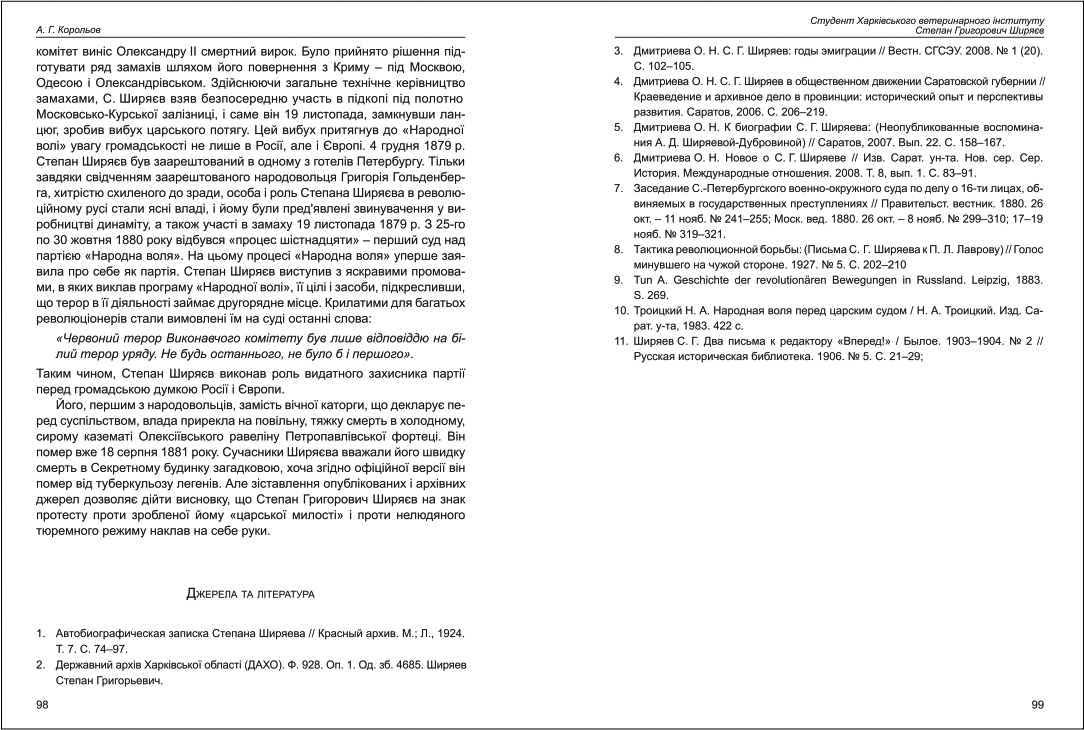 А. Г. Корольов
комітет виніс Олександру II смертний вирок. Було прийнято рішення під-
готувати ряд замахів шляхом його повернення з Криму – під Москвою,
Одесою і Олександрівськом. Здійснюючи загальне технічне керівництво
замахами, С. Ширяєв взяв безпосередню участь в підкопі під полотно
Московсько-Курської залізниці, і саме він 19 листопада, замкнувши лан-
цюг, зробив вибух царського потягу. Цей вибух притягнув до «Народної
волі» увагу громадськості не лише в Росії, але і Європі. 4 грудня 1879 р.
Степан Ширяєв був заарештований в одному з готелів Петербургу. Тільки
завдяки свідченням заарештованого народовольця Григорія Гольденбер-
га, хитрістю схиленого до зради, особа і роль Степана Ширяєва в револю-
ційному русі стали ясні владі, і йому були пред'явлені звинувачення у ви-
робництві динаміту, а також участі в замаху 19 листопада 1879 р. З 25-го
по 30 жовтня 1880 року відбувся «процес шістнадцяти» – перший суд над
партією «Народна воля». На цьому процесі «Народна воля» уперше зая-
вила про себе як партія. Степан Ширяєв виступив з яскравими промова-
ми, в яких виклав програму «Народної волі», її цілі і засоби, підкресливши,
що терор в її діяльності займає другорядне місце. Крилатими для багатьох
революціонерів стали вимовлені їм на суді останні слова:
«Червоний терор Виконавчого комітету був лише відповіддю на бі-
лий терор уряду. Не будь останнього, не було б і першого».
Таким чином, Степан Ширяєв виконав роль видатного захисника партії
перед громадською думкою Росії і Європи.
Його, першим з народовольців, замість вічної каторги, що декларує пе-
ред суспільством, влада прирекла на повільну, тяжку смерть в холодному,
сирому казематі Олексіївського равеліну Петропавлівської фортеці. Він
помер вже 18 серпня 1881 року. Сучасники Ширяєва вважали його швидку
смерть в Секретному будинку загадковою, хоча згідно офіційної версії він
помер від туберкульозу легенів. Але зіставлення опублікованих і архівних
джерел дозволяє дійти висновку, що Степан Григорович Ширяєв на знак
протесту проти зробленої йому «царської милості» і проти нелюдяного
тюремного режиму наклав на себе руки.
Джерела та література
1. Автобиографическая записка Степана Ширяева // Красный архив. М.; Л., 1924.
Т. 7. С. 74–97.
2. Державний архів Харківської області (ДАХО). Ф. 928. Оп. 1. Од. зб. 4685. Ширяев
Степан Григорьевич.
98
Студент Харківського ветеринарного інституту
Степан Григорович Ширяєв
3. Дмитриева О. Н. С. Г. Ширяев: годы эмиграции // Вестн. СГСЭУ. 2008. № 1 (20).
С. 102–105.
4. Дмитриева О. Н. С. Г. Ширяев в общественном движении Саратовской губернии //
Краеведение и архивное дело в провинции: исторический опыт и перспективы
развития. Саратов, 2006. С. 206–219.
5. Дмитриева О. Н. К биографии С. Г. Ширяева: (Неопубликованные воспомина-
ния А. Д. Ширяевой-Дубровиной) // Саратов, 2007. Вып. 22. С. 158–167.
6. Дмитриева О. Н. Новое о С. Г. Ширяеве // Изв. Сарат. ун-та. Нов. сер. Сер.
История. Международные отношения. 2008. Т. 8, вып. 1. С. 83–91.
7. Заседание С.-Петербургского военно-окружного суда по делу о 16-ти лицах, об-
виняемых в государственных преступлениях // Правительст. вестник. 1880. 26
окт. – 11 нояб. № 241–255; Моск. вед. 1880. 26 окт. – 8 нояб. № 299–310; 17–19
нояб. № 319–321.
8. Тактика революционной борьбы: (Письма С. Г. Ширяева к П. Л. Лаврову) // Голос
минувшего на чужой стороне. 1927. № 5. С. 202–210
9. Tun A. Geschichte der revolutionären Bewegungen in Russland. Leipzig, 1883.
S. 269.
10. Троицкий Н. А. Народная воля перед царским судом / Н. А. Троицкий. Изд. Са-
рат. у-та, 1983. 422 с.
11. Ширяев С. Г. Два письма к редактору «Вперед!» / Былое. 1903–1904. № 2 //
Русская историческая библиотека. 1906. № 5. С. 21–29;
99